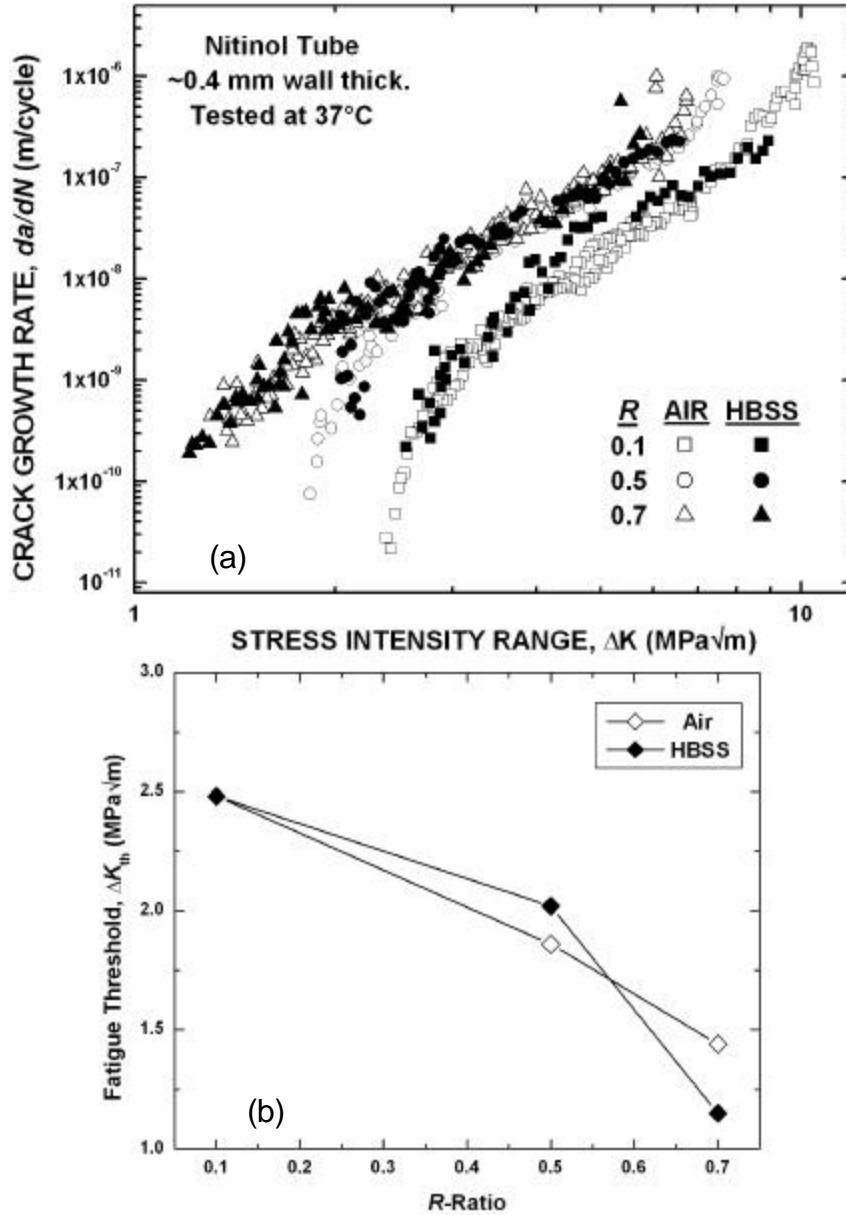 Nitinol Tube
~0.4 mm wall thick.
Tested at 37°C
CRACK GROWTH RATE, da/dN (m/cycle)
1x10⁻⁶
1x10⁻⁷
1x10⁻⁸
1x10⁻⁹
1x10⁻¹⁰
10⁻¹¹
R AIR HBSS
0.1
0.5
0.7
(a)
1 10
STRESS INTENSITY RANGE, ΔK (MPa√m)
Fatigue Threshold, ΔKth (MPa√m)
3.0
2.5
2.0
1.5
1.0
Air
HBSS
(b)
0.1 0.2 0.3 0.4 0.5 0.6 0.7
R-Ratio